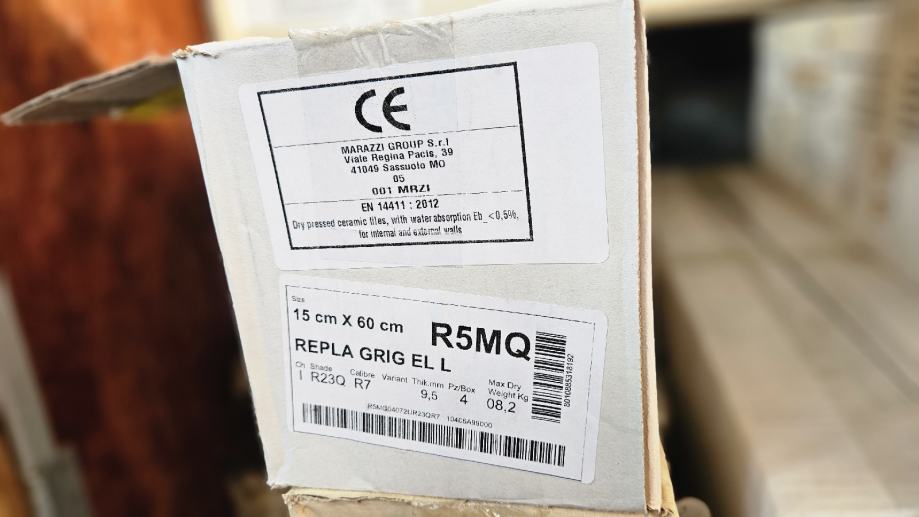 CE
MARAZZI GROUP S.r.l
Viale Regina Pacis, 39
41049 Sassuolo MO
05
001 MRZI
EN 14411 : 2012
Dry pressed ceramic tiles, with water absorption Eb_<0,5%,
for internal and external walls
Size
15 cm X 60 cm R5MQ
REPLA GRIG EL L
Ch Shade Calibre Variant Thik.mm Pz/Box Max Dry Weight Kg
I R23Q R7 9,5 4 08,2
R5MQ04072UR23QR7 10405A99000
8010885318192